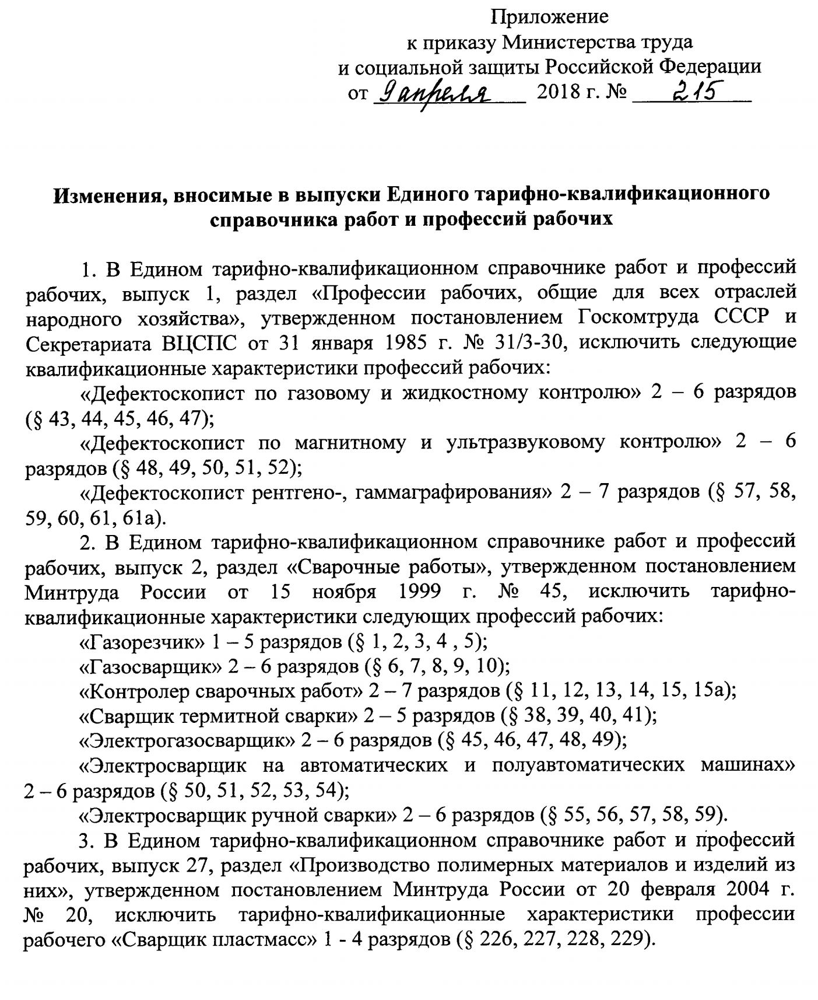 Приложение
к приказу Министерства труда
и социальной защиты Российской Федерации
от 9 апреля 2018 г. № 215
Изменения, вносимые в выпуски Единого тарифно-квалификационного
справочника работ и профессий рабочих
1. В Едином тарифно-квалификационном справочнике работ и профессий
рабочих, выпуск 1, раздел «Профессии рабочих, общие для всех отраслей
народного хозяйства», утвержденном постановлением Госкомтруда СССР и
Секретариата ВЦСПС от 31 января 1985 г. № 31/3-30, исключить следующие
квалификационные характеристики профессий рабочих:
«Дефектоскопист по газовому и жидкостному контролю» 2 – 6 разрядов
(§ 43, 44, 45, 46, 47);
«Дефектоскопист по магнитному и ультразвуковому контролю» 2 – 6
разрядов (§ 48, 49, 50, 51, 52);
«Дефектоскопист рентгено-, гаммаграфирования» 2 – 7 разрядов (§ 57, 58,
59, 60, 61, 61а).
2. В Едином тарифно-квалификационном справочнике работ и профессий
рабочих, выпуск 2, раздел «Сварочные работы», утвержденном постановлением
Минтруда России от 15 ноября 1999 г. № 45, исключить тарифно-
квалификационные характеристики следующих профессий рабочих:
«Газорезчик» 1 – 5 разрядов (§ 1, 2, 3, 4 , 5);
«Газосварщик» 2 – 6 разрядов (§ 6, 7, 8, 9, 10);
«Контролер сварочных работ» 2 – 7 разрядов (§ 11, 12, 13, 14, 15, 15а);
«Сварщик термитной сварки» 2 – 5 разрядов (§ 38, 39, 40, 41);
«Электрогазосварщик» 2 – 6 разрядов (§ 45, 46, 47, 48, 49);
«Электросварщик на автоматических и полуавтоматических машинах»
2 – 6 разрядов (§ 50, 51, 52, 53, 54);
«Электросварщик ручной сварки» 2 – 6 разрядов (§ 55, 56, 57, 58, 59).
3. В Едином тарифно-квалификационном справочнике работ и профессий
рабочих, выпуск 27, раздел «Производство полимерных материалов и изделий из
них», утвержденном постановлением Минтруда России от 20 февраля 2004 г.
№ 20, исключить тарифно-квалификационные характеристики профессии
рабочего «Сварщик пластмасс» 1 - 4 разрядов (§ 226, 227, 228, 229).